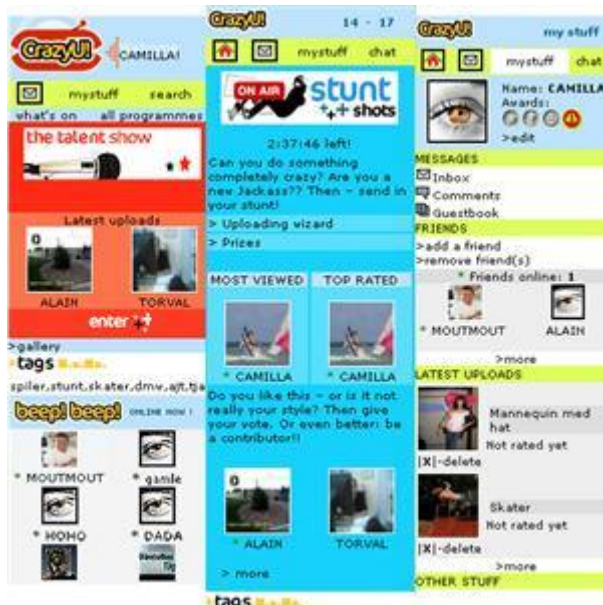 CrazyU!
CAMILLA!
mystuff search
what's on all programmes
the talent show
Latest uploads
ALAIN TORVAL
enter
>gallery
tags
spiler,stunt,skater,dmw,ajt,tja
beep! beep! ONLINE NOW !
* MOUTMOUT * gamle
* HOHO * DADA
CrazyU! 14 - 17
mystuff chat
ON AIR stunt
shots
2:37:46 left!
Can you do something
completely crazy? Are you a
new Jackass?? Then - send in
your stunt!
> Uploading wizard
> Prizes
MOST VIEWED TOP RATED
* CAMILLA * CAMILLA
Do you like this - or is it not
really your style? Then give
your vote. Or even better: be
a contributor!!
* ALAIN TORVAL
> more
tags
CrazyU! my stuff
mystuff chat
Name: CAMILLA
Awards:
>edit
MESSAGES
Inbox
Comments
Guestbook
FRIENDS
>add a friend
>remove friend(s)
* Friends online: 1
* MOUTMOUT ALAIN
>more
LATEST UPLOADS
Mannequin med
hat
Not rated yet
|X|-delete
Skater
Not rated yet
|X|-delete
>more
OTHER STUFF